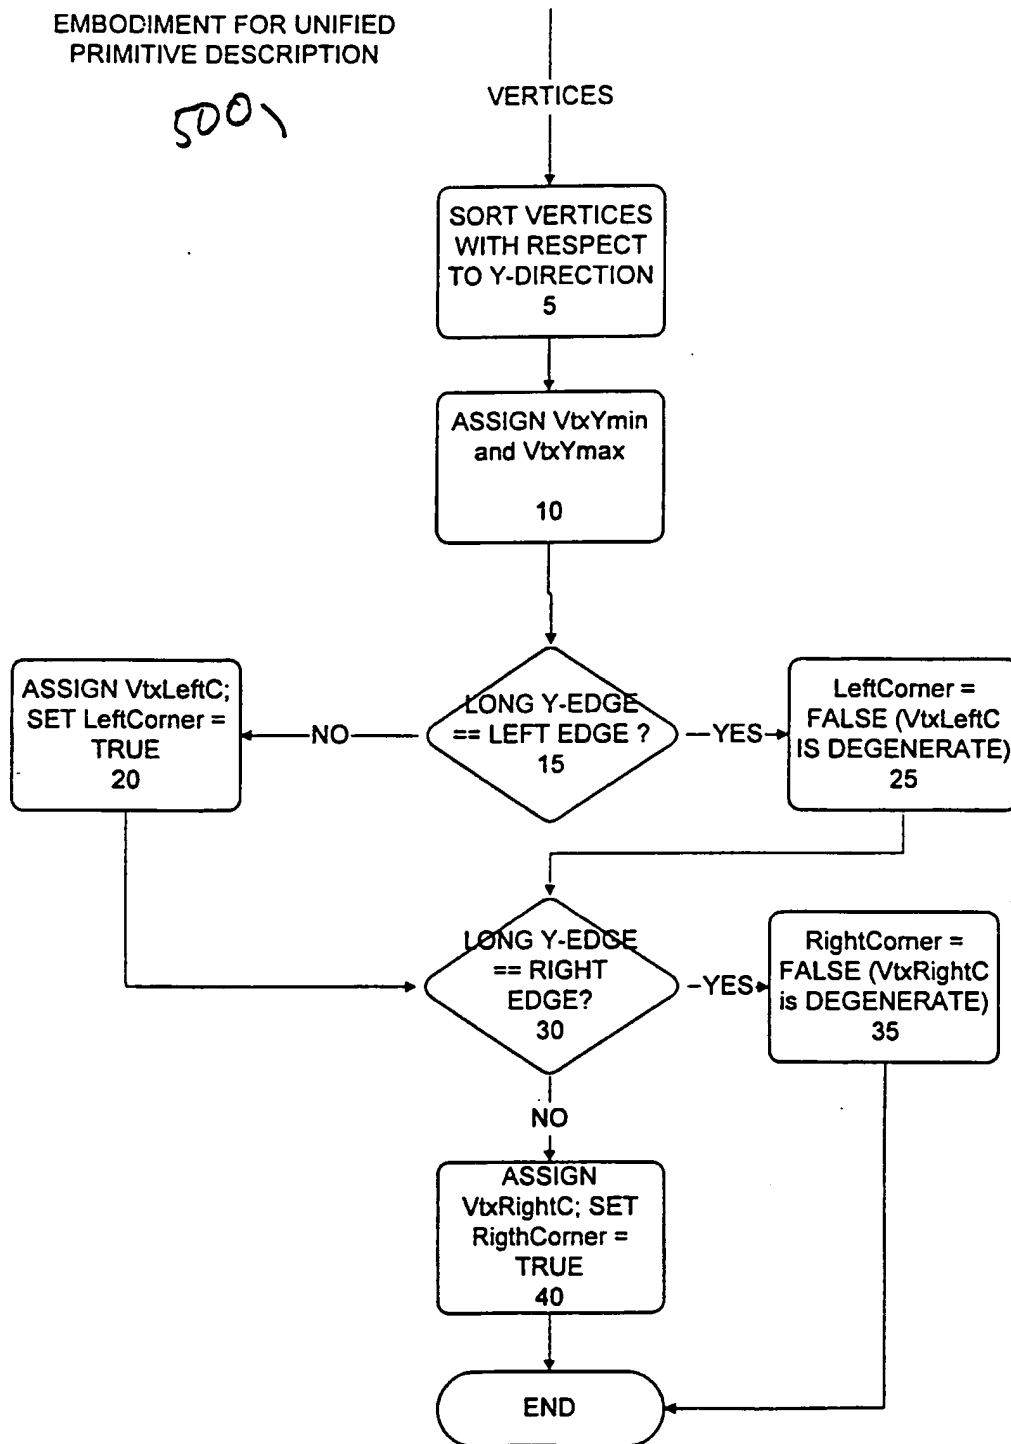 EMBODIMENT FOR UNIFIED
PRIMITIVE DESCRIPTION
500
VERTICES
SORT VERTICES
WITH RESPECT
TO Y-DIRECTION
5
ASSIGN VtxYmin
and VtxYmax
10
LONG Y-EDGE
== LEFT EDGE ?
15
NO
YES
ASSIGN VtxLeftC;
SET LeftCorner =
TRUE
20
LeftCorner =
FALSE (VtxLeftC
IS DEGENERATE)
25
LONG Y-EDGE
== RIGHT
EDGE?
30
YES
RightCorner =
FALSE (VtxRightC
is DEGENERATE)
35
NO
ASSIGN
VtxRightC; SET
RigthCorner =
TRUE
40
END